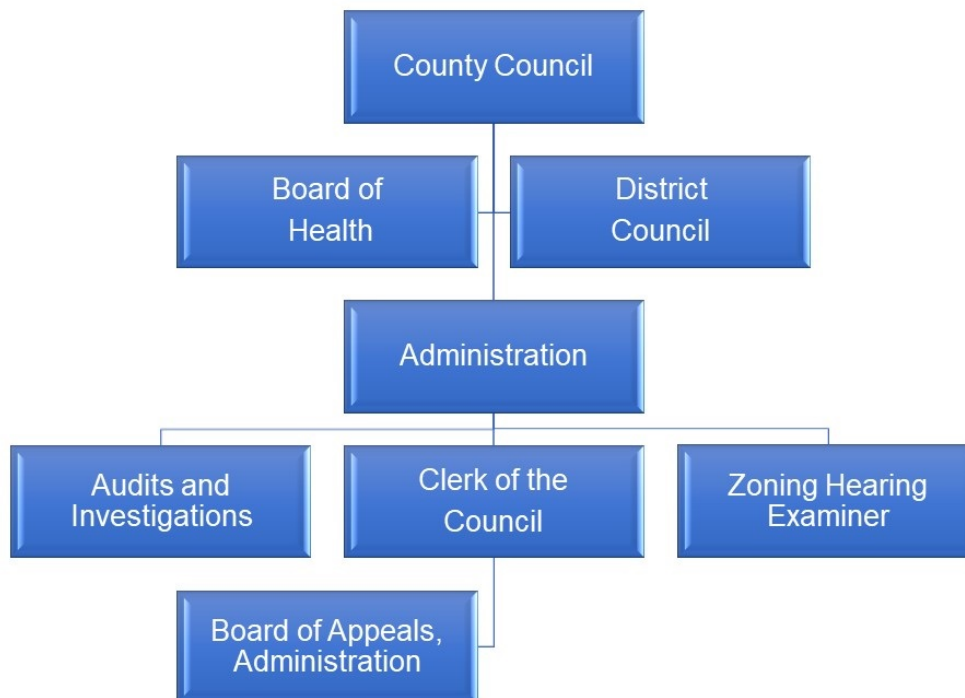 County Council
Board of
Health
District
Council
Administration
Audits and
Investigations
Clerk of the
Council
Zoning Hearing
Examiner
Board of Appeals,
Administration